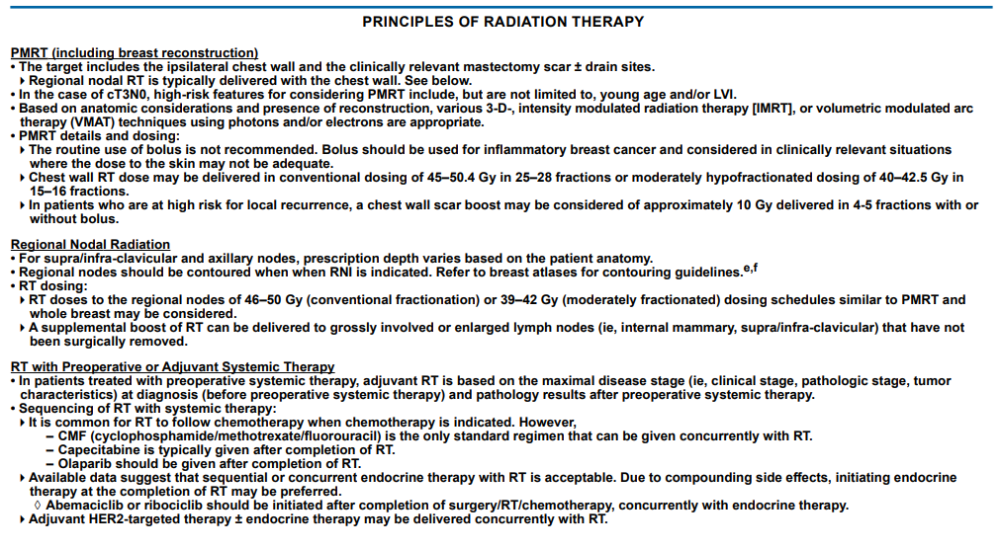 PRINCIPLES OF RADIATION THERAPY
PMRT (including breast reconstruction)
• The target includes the ipsilateral chest wall and the clinically relevant mastectomy scar ± drain sites.
▸ Regional nodal RT is typically delivered with the chest wall. See below.
• In the case of cT3N0, high-risk features for considering PMRT include, but are not limited to, young age and/or LVI.
• Based on anatomic considerations and presence of reconstruction, various 3-D-, intensity modulated radiation therapy [IMRT], or volumetric modulated arc
therapy (VMAT) techniques using photons and/or electrons are appropriate.
• PMRT details and dosing:
▸ The routine use of bolus is not recommended. Bolus should be used for inflammatory breast cancer and considered in clinically relevant situations
where the dose to the skin may not be adequate.
▸ Chest wall RT dose may be delivered in conventional dosing of 45–50.4 Gy in 25–28 fractions or moderately hypofractionated dosing of 40–42.5 Gy in
15–16 fractions.
▸ In patients who are at high risk for local recurrence, a chest wall scar boost may be considered of approximately 10 Gy delivered in 4-5 fractions with or
without bolus.
Regional Nodal Radiation
• For supra/infra-clavicular and axillary nodes, prescription depth varies based on the patient anatomy.
• Regional nodes should be contoured when when RNI is indicated. Refer to breast atlases for contouring guidelines.e,f
• RT dosing:
▸ RT doses to the regional nodes of 46–50 Gy (conventional fractionation) or 39–42 Gy (moderately fractionated) dosing schedules similar to PMRT and
whole breast may be considered.
▸ A supplemental boost of RT can be delivered to grossly involved or enlarged lymph nodes (ie, internal mammary, supra/infra-clavicular) that have not
been surgically removed.
RT with Preoperative or Adjuvant Systemic Therapy
• In patients treated with preoperative systemic therapy, adjuvant RT is based on the maximal disease stage (ie, clinical stage, pathologic stage, tumor
characteristics) at diagnosis (before preoperative systemic therapy) and pathology results after preoperative systemic therapy.
• Sequencing of RT with systemic therapy:
▸ It is common for RT to follow chemotherapy when chemotherapy is indicated. However,
– CMF (cyclophosphamide/methotrexate/fluorouracil) is the only standard regimen that can be given concurrently with RT.
– Capecitabine is typically given after completion of RT.
– Olaparib should be given after completion of RT.
▸ Available data suggest that sequential or concurrent endocrine therapy with RT is acceptable. Due to compounding side effects, initiating endocrine
therapy at the completion of RT may be preferred.
◊ Abemaciclib or ribociclib should be initiated after completion of surgery/RT/chemotherapy, concurrently with endocrine therapy.
▸ Adjuvant HER2-targeted therapy ± endocrine therapy may be delivered concurrently with RT.